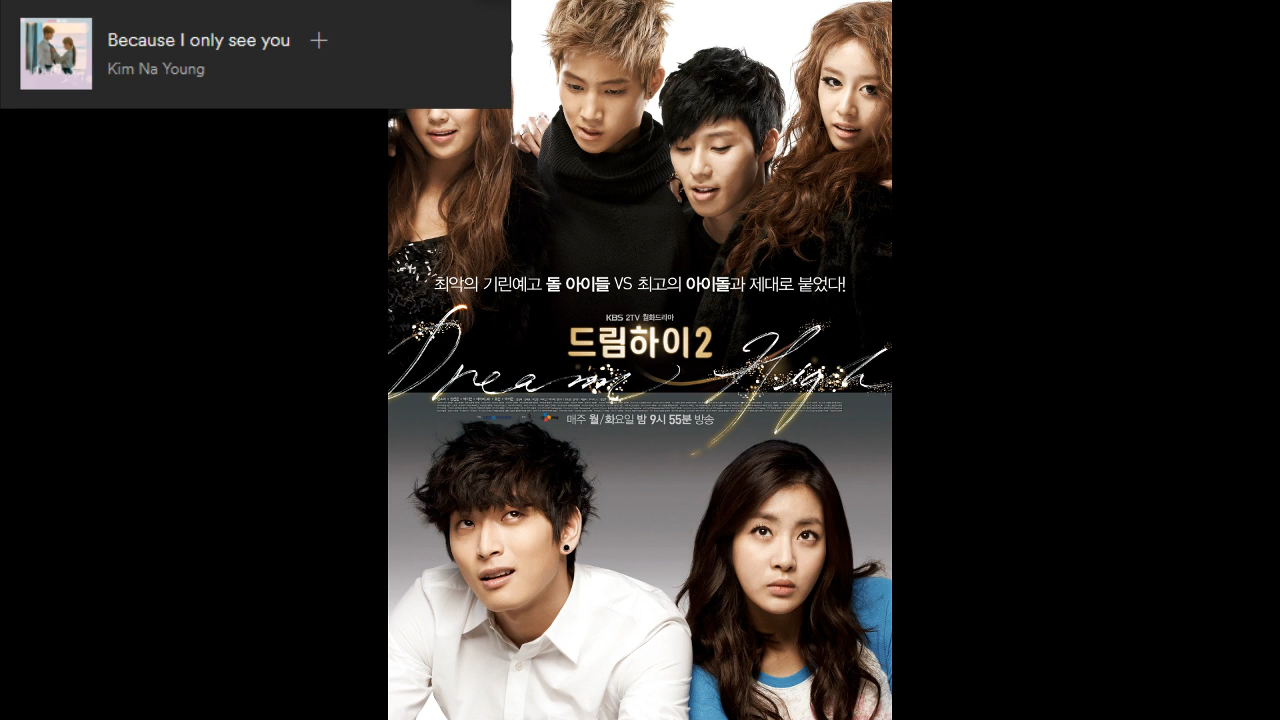 Because I only see you
Kim Na Young
최악의 기린예고 돌 아이들 VS 최고의 아이돌과 제대로 붙었다!
KBS 2TV 월화드라마
드림하이2
Dream High
매주 월/화요일 밤 9시 55분 방송